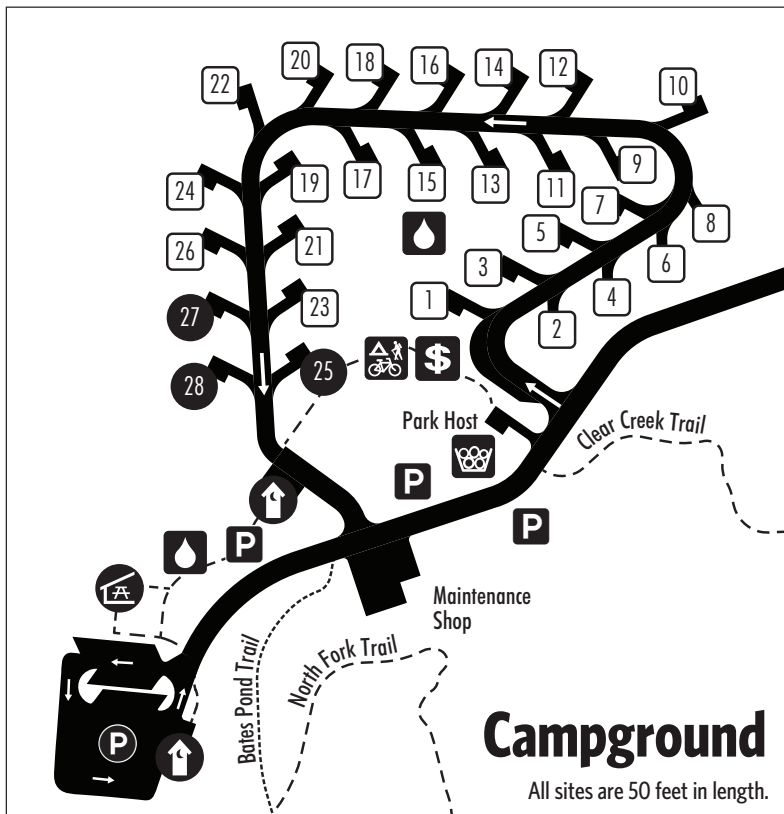 20
18
16
14
12
10
22
9
17
15
13
11
24
19
7
8
5
6
26
21
3
4
1
2
27
23
28
25
$
Park Host
Clear Creek Trail
P
P
P
Maintenance
Shop
Bates Pond Trail
North Fork Trail
P
Campground
All sites are 50 feet in length.